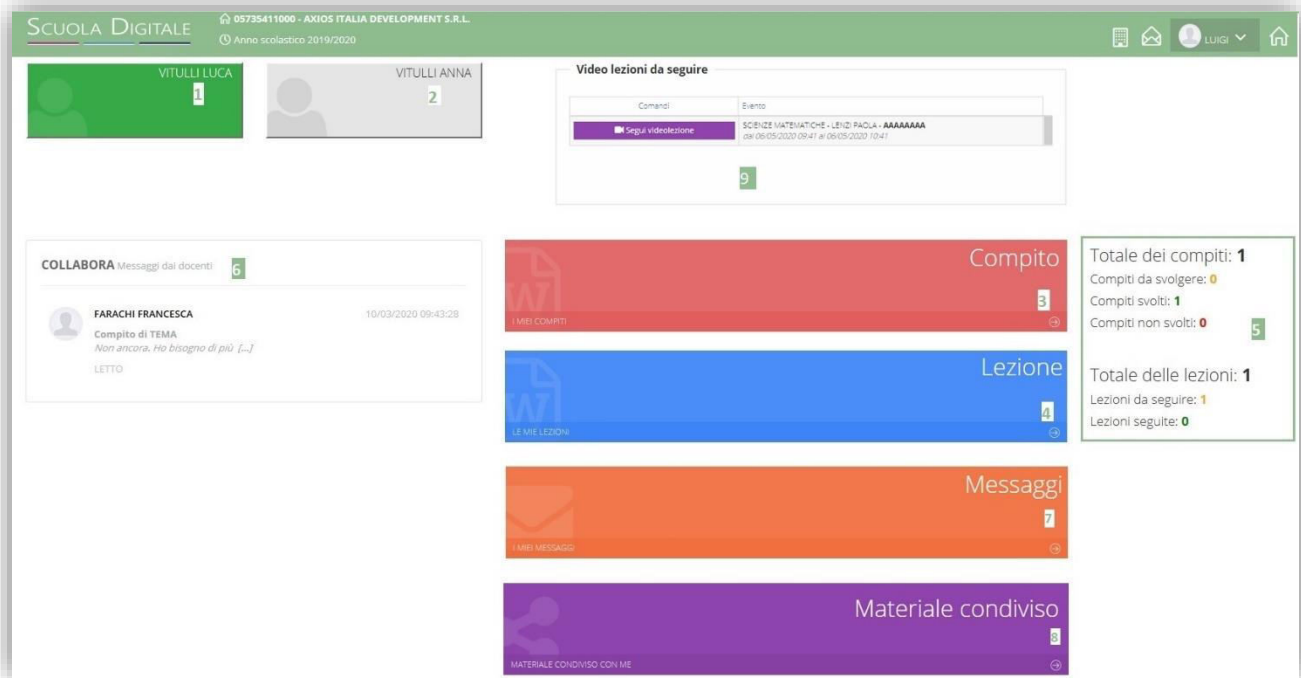 SCUOLA DIGITALE
05735411000 - AXIOS ITALIA DEVELOPMENT S.R.L.
Anno scolastico 2019/2020
LUIGI
VITULLI LUCA
1
VITULLI ANNA
2
Video lezioni da seguire
Comandi Evento
Segui videolezione
SCIENZE MATEMATICHE - LENZI PAOLA - AAAAAAAA
dal 06/05/2020 09:41 al 06/05/2020 10:41
9
COLLABORA Messaggi dai docenti
6
FARACHI FRANCESCA 10/03/2020 09:43:28
Compito di TEMA
Non ancora. Ho bisogno di più [...]
LETTO
Compito
3
I MIEI COMPITI
Lezione
4
LE MIE LEZIONI
Messaggi
7
I MIEI MESSAGGI
Materiale condiviso
8
MATERIALE CONDIVISO CON ME
Totale dei compiti: 1
Compiti da svolgere: 0
Compiti svolti: 1
Compiti non svolti: 0
5
Totale delle lezioni: 1
Lezioni da seguire: 1
Lezioni seguite: 0